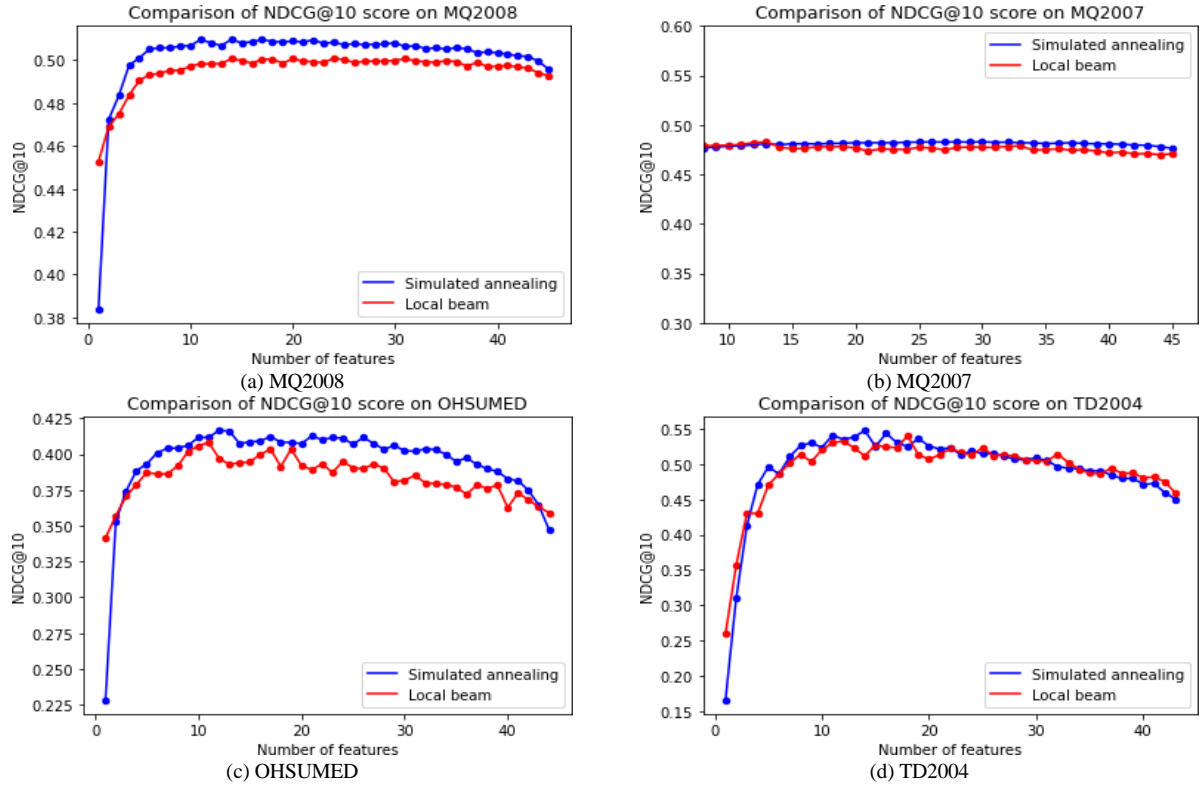 Comparison of NDCG@10 score on MQ2008
NDCG@10
0.50
0.48
0.46
0.44
0.42
0.40
0.38
Simulated annealing
Local beam
0 10 20 30 40
Number of features
(a) MQ2008
Comparison of NDCG@10 score on MQ2007
NDCG@10
0.60
0.55
0.50
0.45
0.40
0.35
0.30
Simulated annealing
Local beam
10 15 20 25 30 35 40 45
Number of features
(b) MQ2007
Comparison of NDCG@10 score on OHSUMED
NDCG@10
0.425
0.400
0.375
0.350
0.325
0.300
0.275
0.250
0.225
Simulated annealing
Local beam
0 10 20 30 40
Number of features
(c) OHSUMED
Comparison of NDCG@10 score on TD2004
NDCG@10
0.55
0.50
0.45
0.40
0.35
0.30
0.25
0.20
0.15
Simulated annealing
Local beam
0 10 20 30 40
Number of features
(d) TD2004